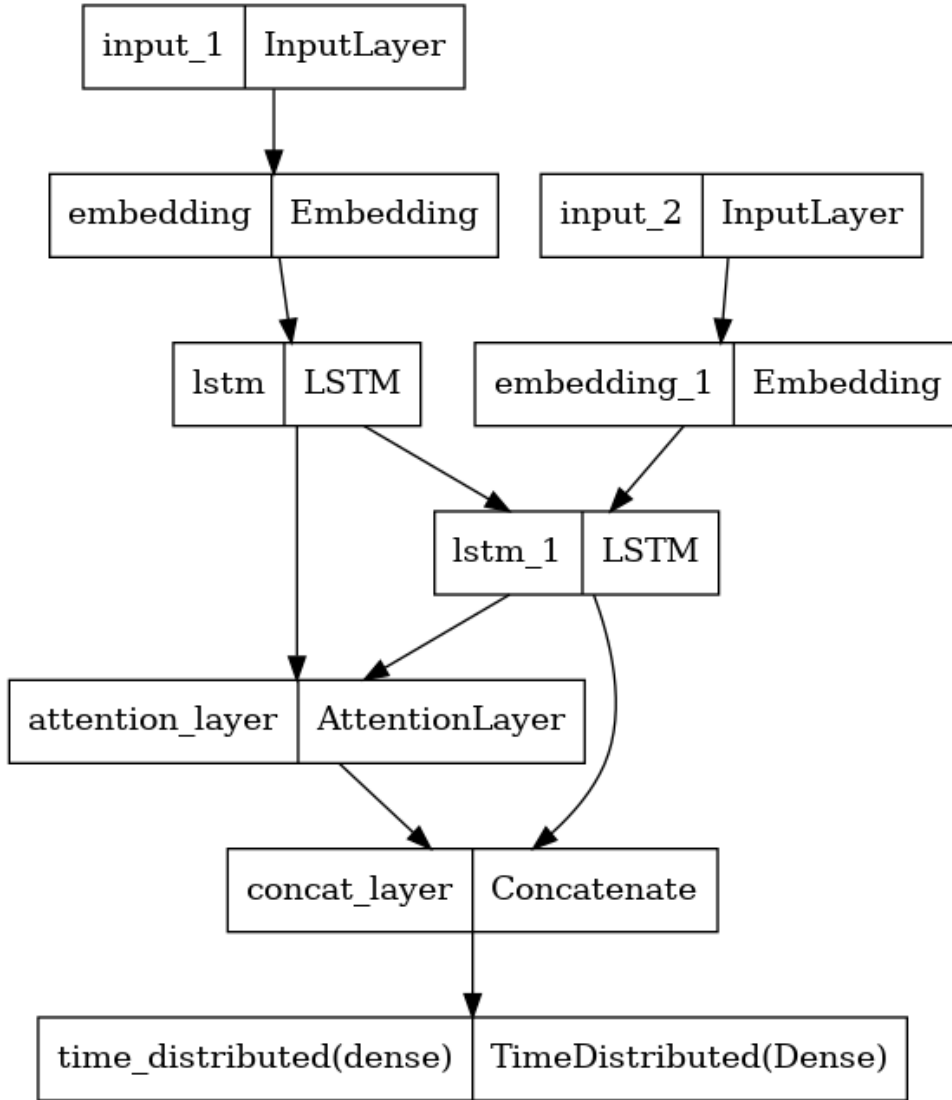 input_1 InputLayer
embedding Embedding
input_2 InputLayer
lstm LSTM
embedding_1 Embedding
lstm_1 LSTM
attention_layer AttentionLayer
concat_layer Concatenate
time_distributed(dense) TimeDistributed(Dense)